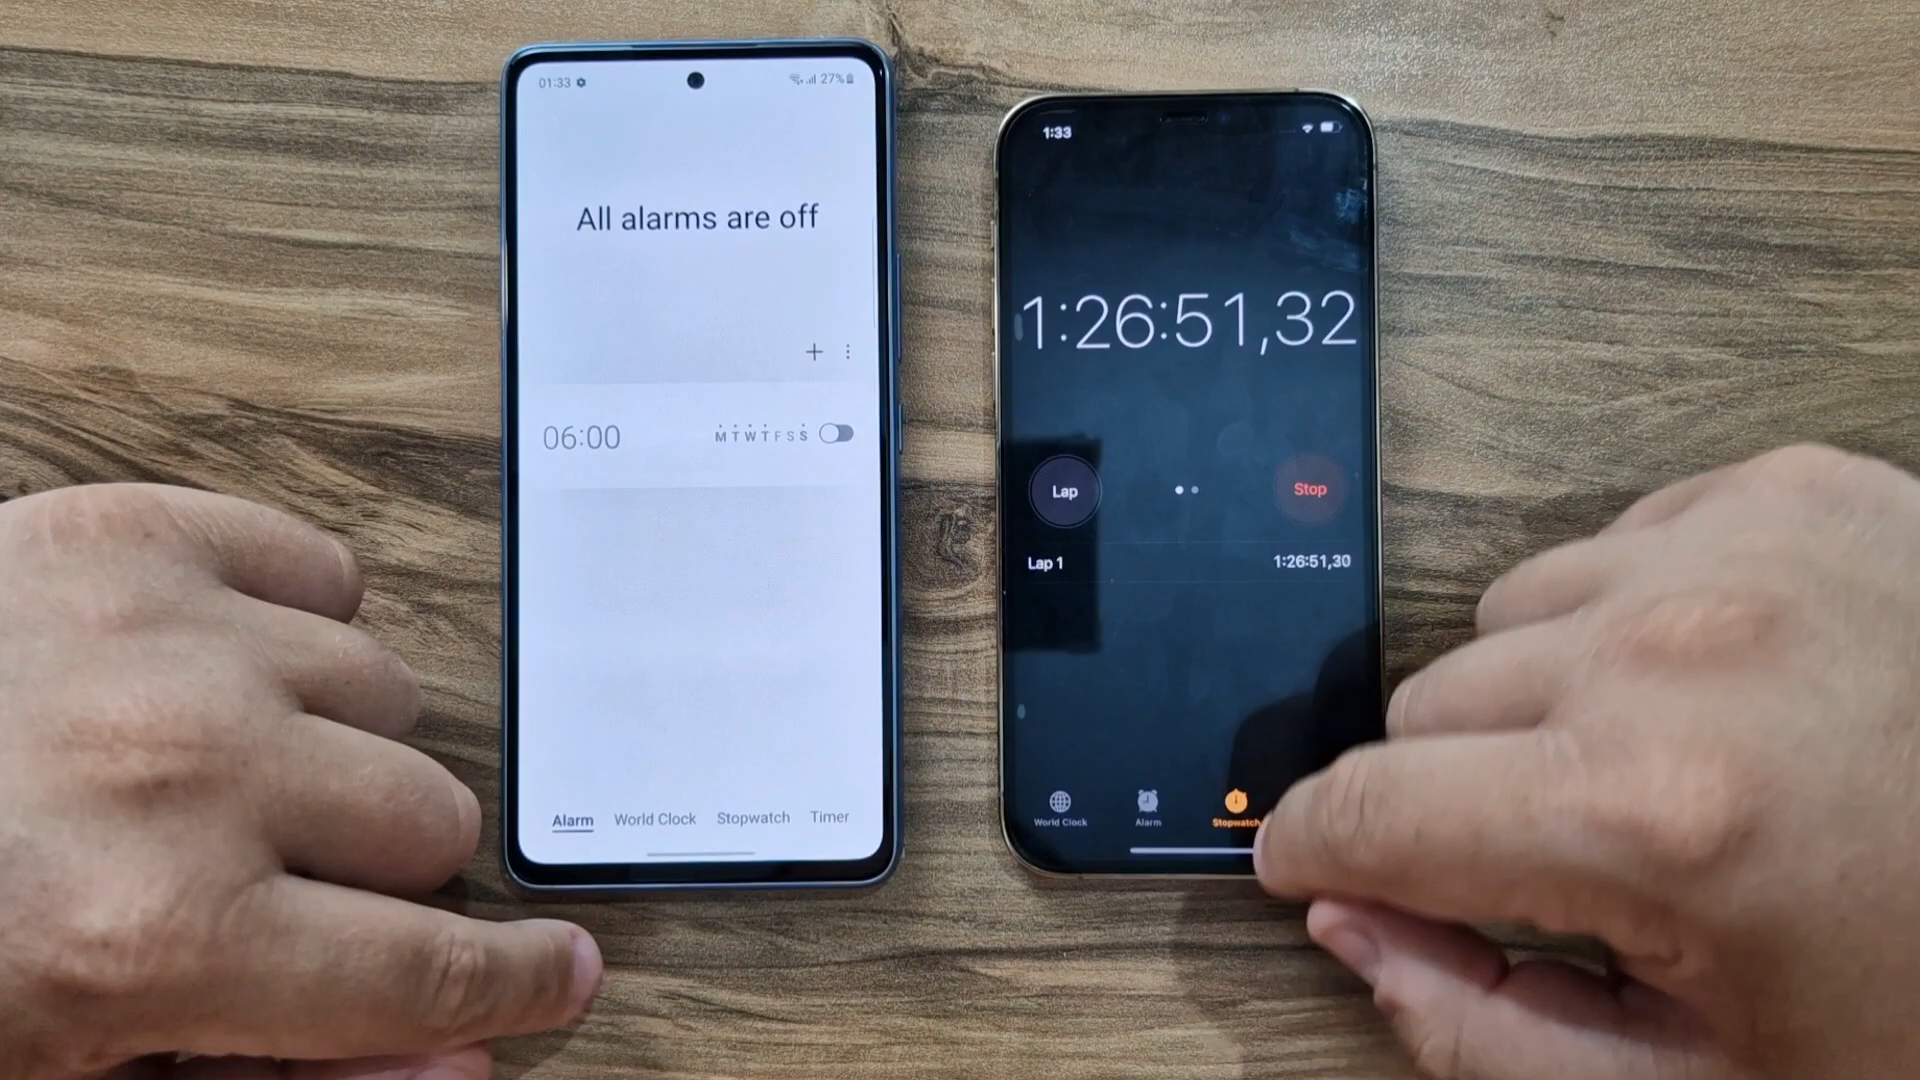 01:33
27%
All alarms are off
06:00
M T W T F S S
Alarm World Clock Stopwatch Timer
1:33
1:26:51,32
Lap
Stop
Lap 1
1:26:51,30
World Clock
Alarm
Stopwatch